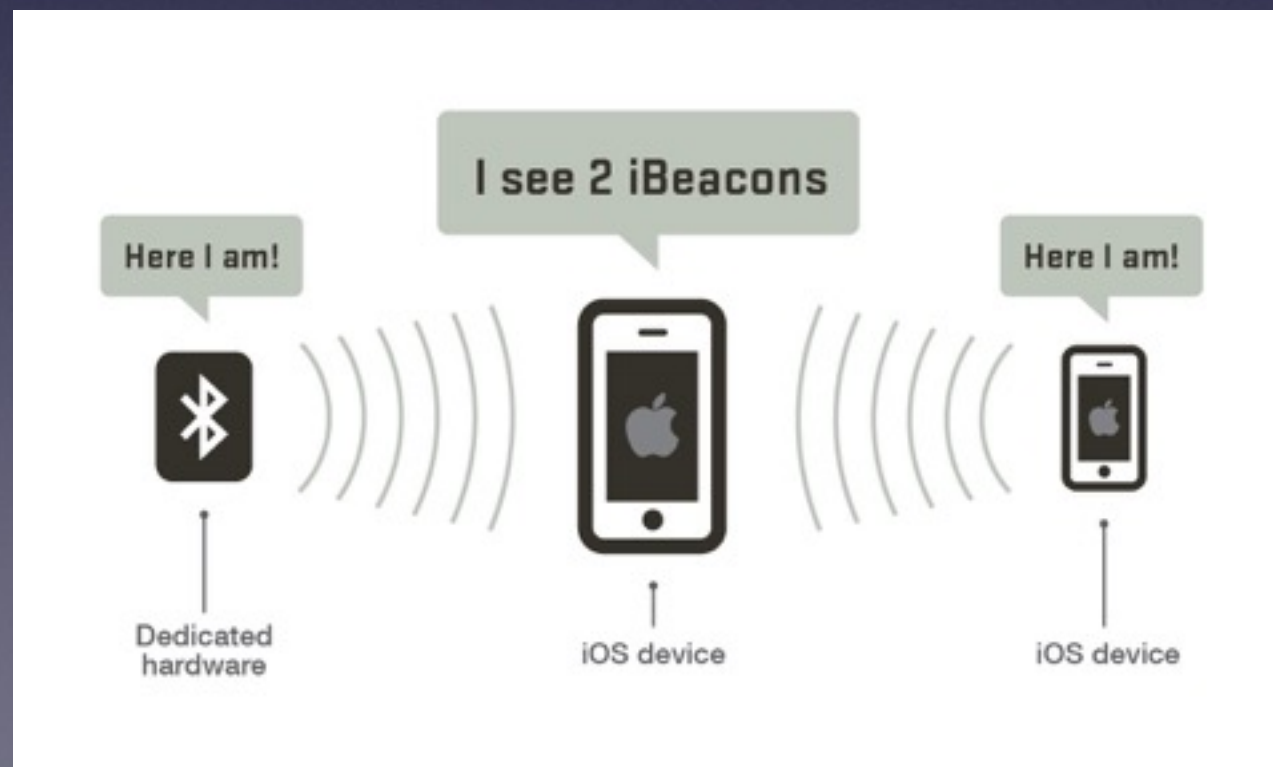 I see 2 iBeacons
Here I am!
Here I am!
Dedicated
hardware
iOS device
iOS device